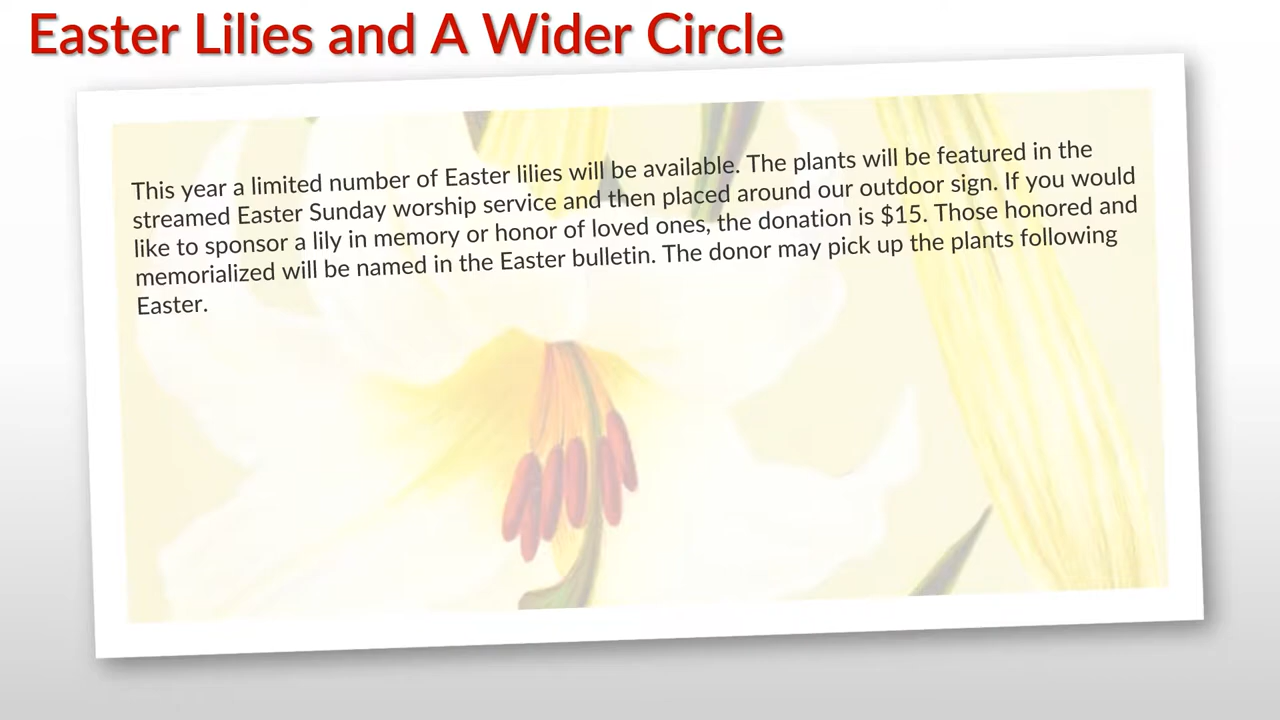 Easter Lilies and A Wider Circle
This year a limited number of Easter lilies will be available. The plants will be featured in the
streamed Easter Sunday worship service and then placed around our outdoor sign. If you would
like to sponsor a lily in memory or honor of loved ones, the donation is $15. Those honored and
memorialized will be named in the Easter bulletin. The donor may pick up the plants following
Easter.